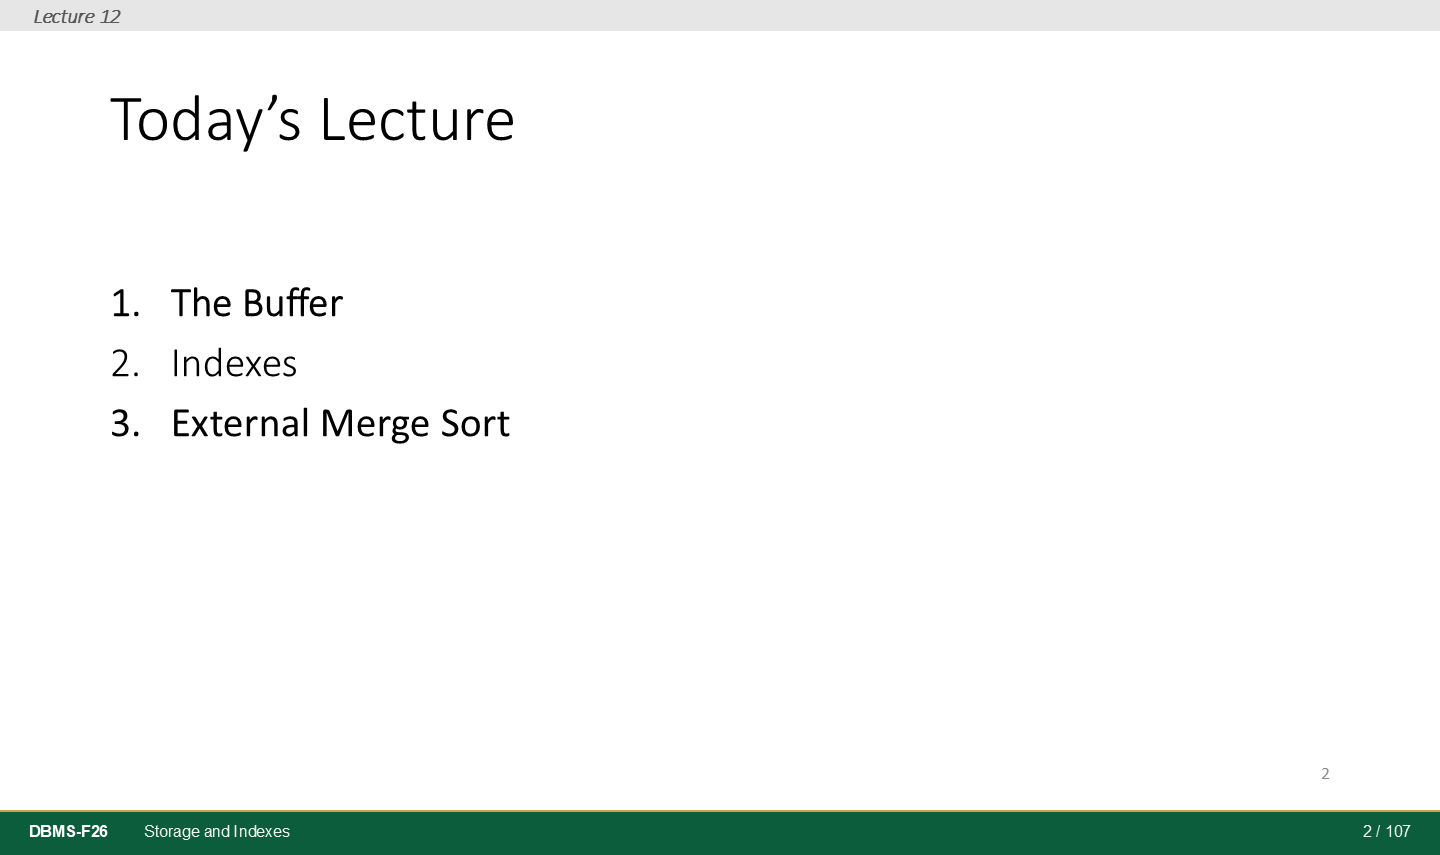 Lecture 12
Today’s Lecture
1. The Buffer
2. Indexes
3. External Merge Sort
2
DBMS-F26 Storage and Indexes 2 / 107